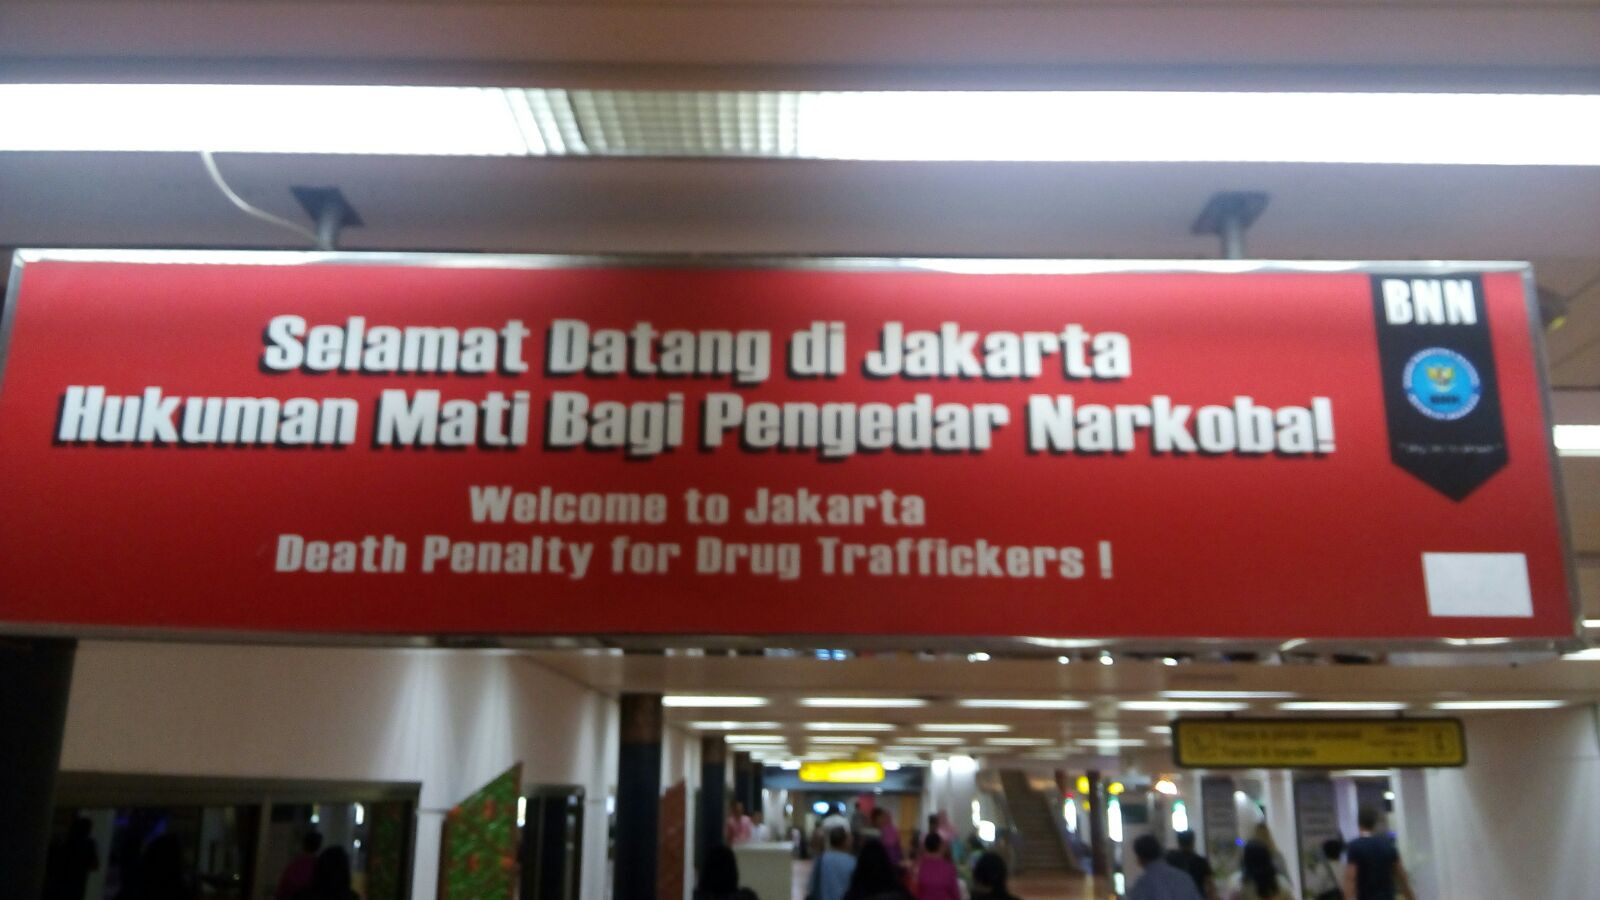 Selamat Datang di Jakarta
Hukuman Mati Bagi Pengedar Narkoba!
Welcome to Jakarta
Death Penalty for Drug Traffickers !
BNN